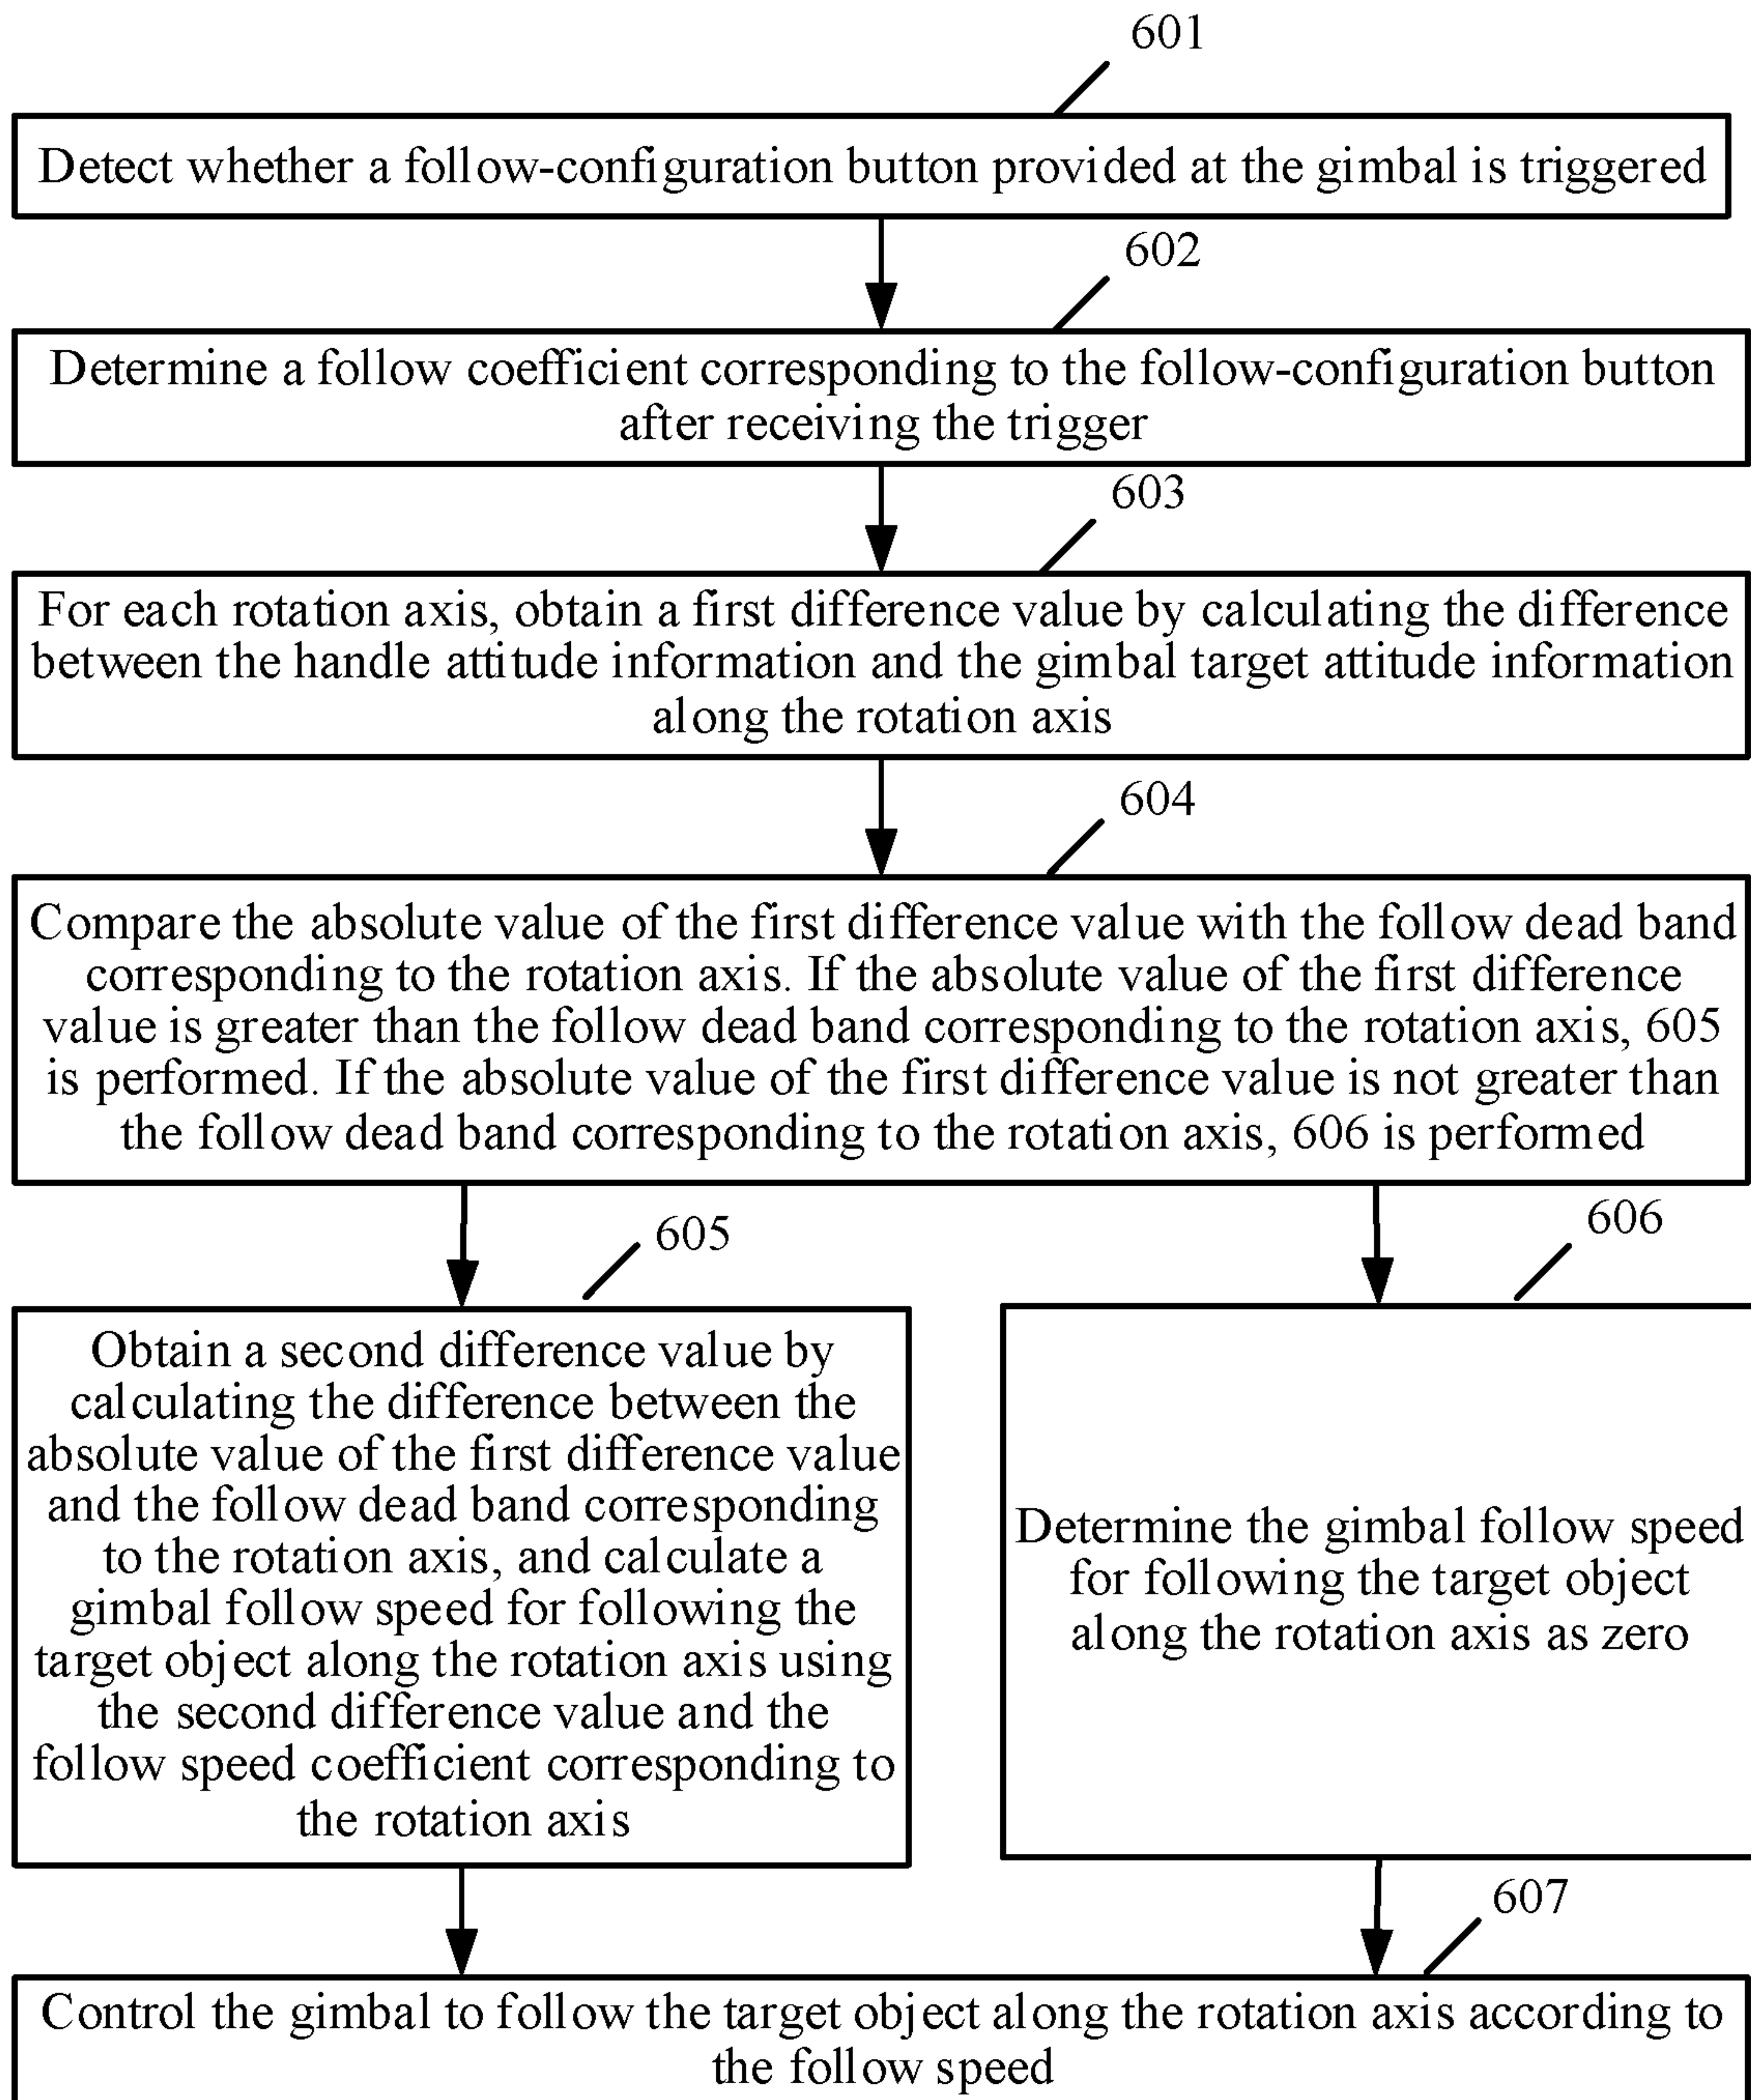 601
Detect whether a follow-configuration button provided at the gimbal is triggered
602
Determine a follow coefficient corresponding to the follow-configuration button
after receiving the trigger
603
For each rotation axis, obtain a first difference value by calculating the difference
between the handle attitude information and the gimbal target attitude information
along the rotation axis
604
Compare the absolute value of the first difference value with the follow dead band
corresponding to the rotation axis. If the absolute value of the first difference
value is greater than the follow dead band corresponding to the rotation axis, 605
is performed. If the absolute value of the first difference value is not greater than
the follow dead band corresponding to the rotation axis, 606 is performed
605
Obtain a second difference value by
calculating the difference between the
absolute value of the first difference value
and the follow dead band corresponding
to the rotation axis, and calculate a
gimbal follow speed for following the
target object along the rotation axis using
the second difference value and the
follow speed coefficient corresponding to
the rotation axis
606
Determine the gimbal follow speed
for following the target object
along the rotation axis as zero
607
Control the gimbal to follow the target object along the rotation axis according to
the follow speed